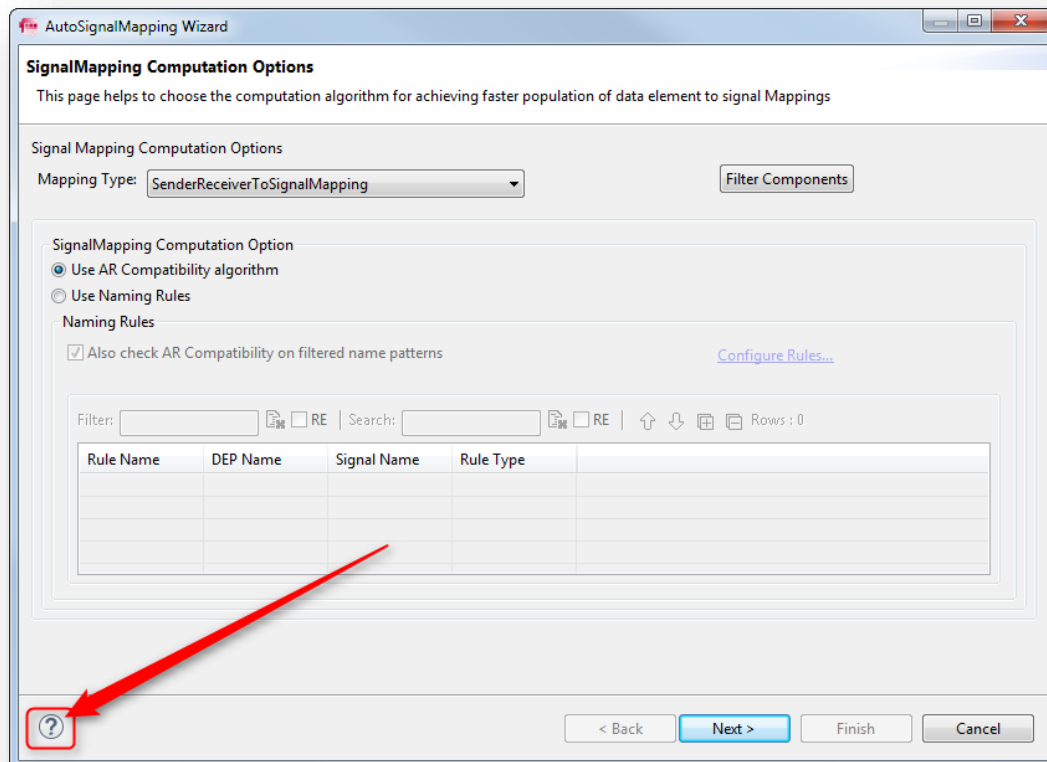 AutoSignalMapping Wizard
SignalMapping Computation Options
This page helps to choose the computation algorithm for achieving faster population of data element to signal Mappings
Signal Mapping Computation Options
Mapping Type: SenderReceiverToSignalMapping Filter Components
SignalMapping Computation Option
Use AR Compatibility algorithm
Use Naming Rules
Naming Rules
Also check AR Compatibility on filtered name patterns Configure Rules...
Filter: RE Search: RE Rows : 0
Rule Name DEP Name Signal Name Rule Type
? < Back Next > Finish Cancel